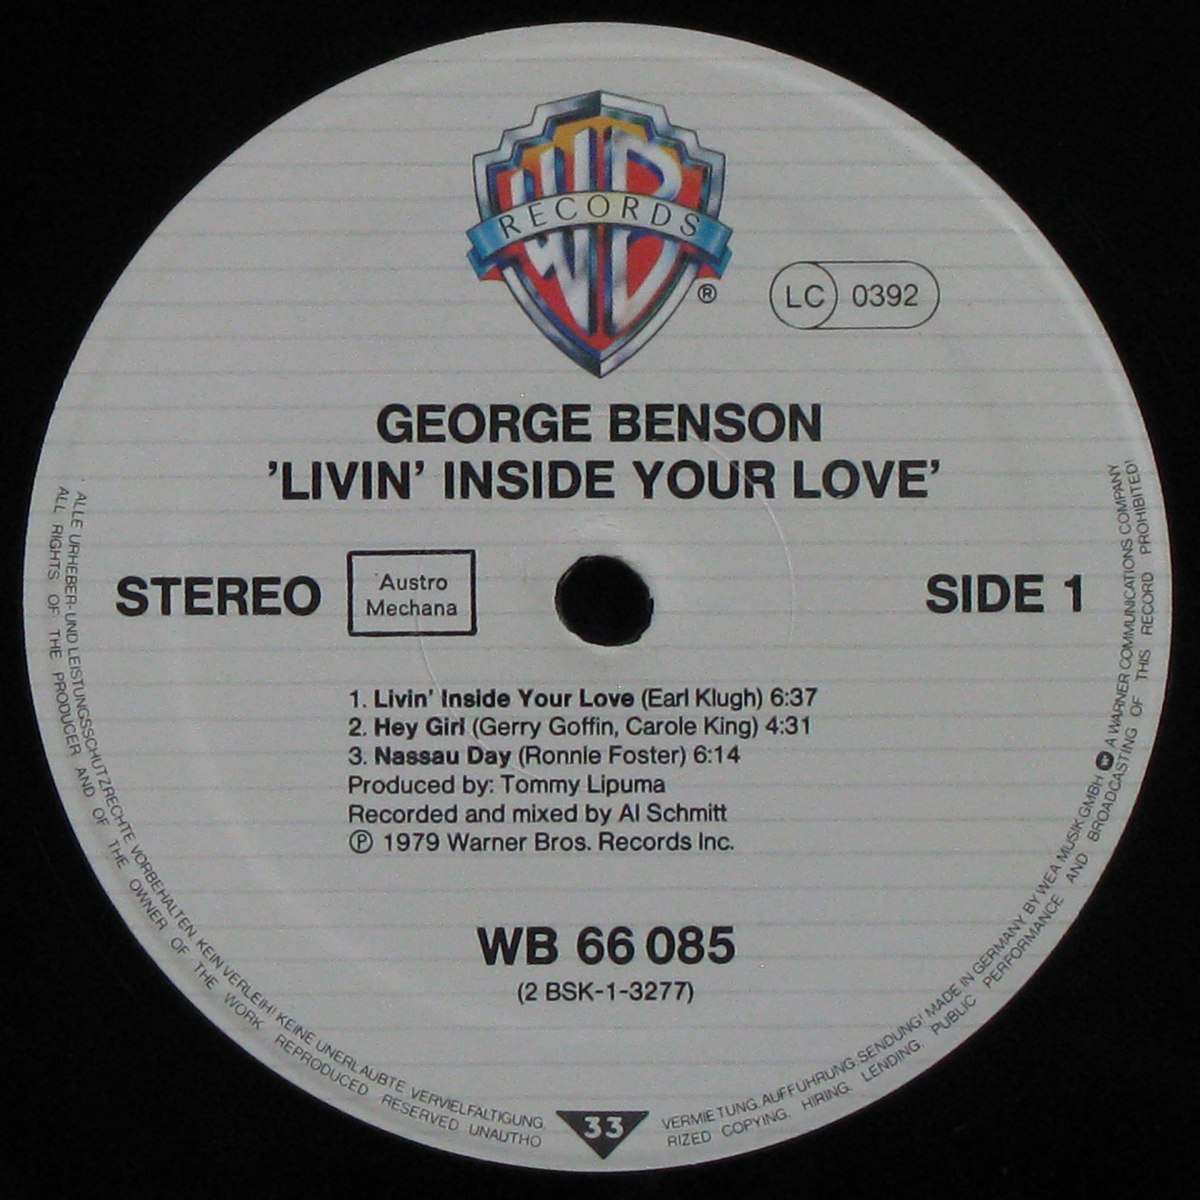 WB
RECORDS
®
LC 0392
GEORGE BENSON
'LIVIN' INSIDE YOUR LOVE'
STEREO
Austro
Mechana
SIDE 1
1. Livin' Inside Your Love (Earl Klugh) 6:37
2. Hey Girl (Gerry Goffin, Carole King) 4:31
3. Nassau Day (Ronnie Foster) 6:14
Produced by: Tommy Lipuma
Recorded and mixed by Al Schmitt
℗ 1979 Warner Bros. Records Inc.
WB 66 085
(2 BSK-1-3277)
ALLE URHEBER- UND LEISTUNGSSCHUTZRECHTE VORBEHALTEN KEIN VERLEIH! KEINE UNERLAUBTE VERVIELFALTIGUNG, VERMIETUNG, AUFFÜHRUNG, SENDUNG! MADE IN GERMANY BY WEA MUSIK GMBH A WARNER COMMUNICATIONS COMPANY
ALL RIGHTS OF THE PRODUCER AND OF THE OWNER OF THE WORK REPRODUCED RESERVED UNAUTHORIZED COPYING, HIRING, LENDING, PUBLIC PERFORMANCE AND BROADCASTING OF THIS RECORD PROHIBITED!
33